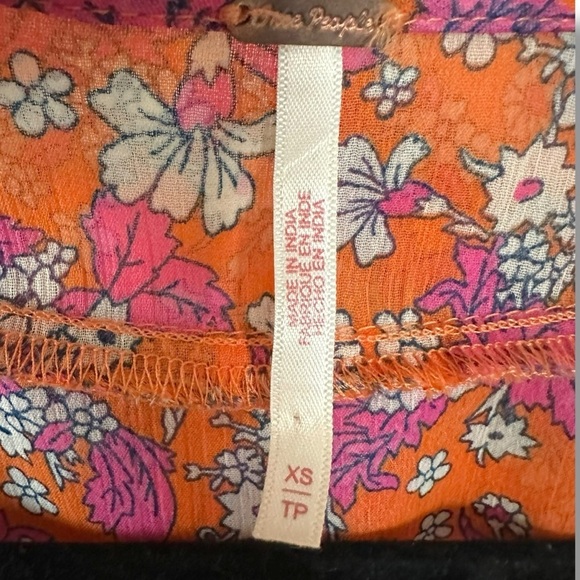 Free People
MADE IN INDIA
FABRIQUÉ EN INDE
HECHO EN INDIA
XS
TP